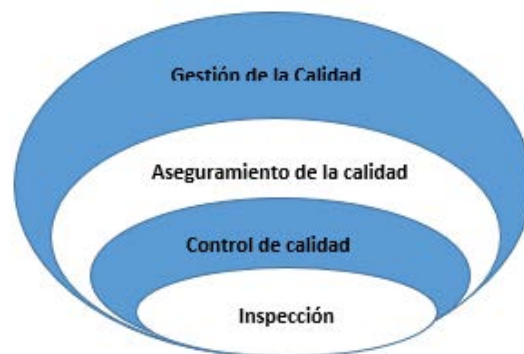 Gestión de la Calidad
Aseguramiento de la calidad
Control de calidad
Inspección